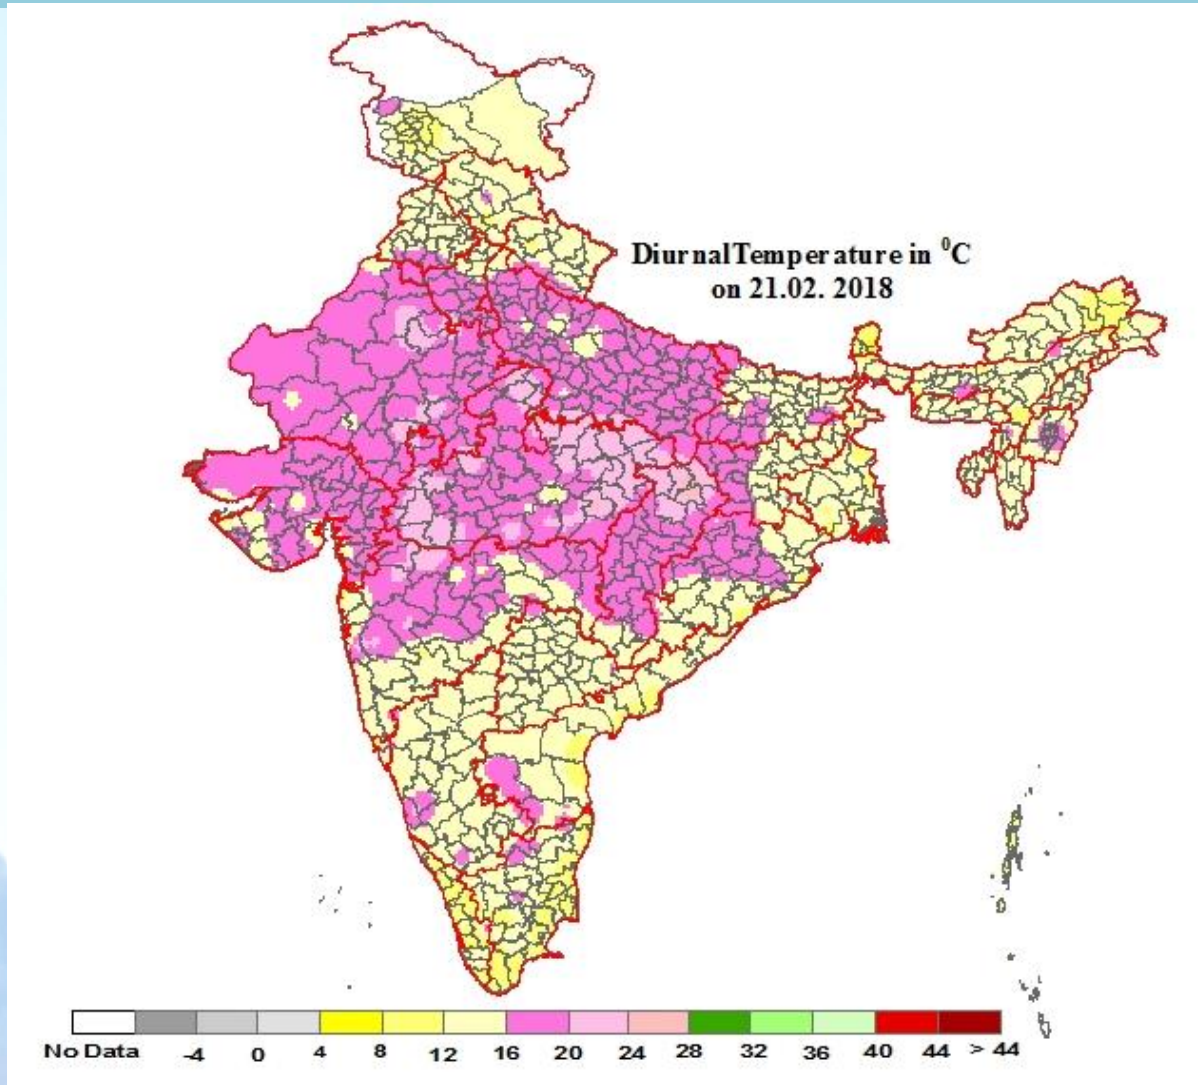 DiurnalTemperature in ⁰C
on 21.02. 2018
No Data -4 0 4 8 12 16 20 24 28 32 36 40 44 > 44